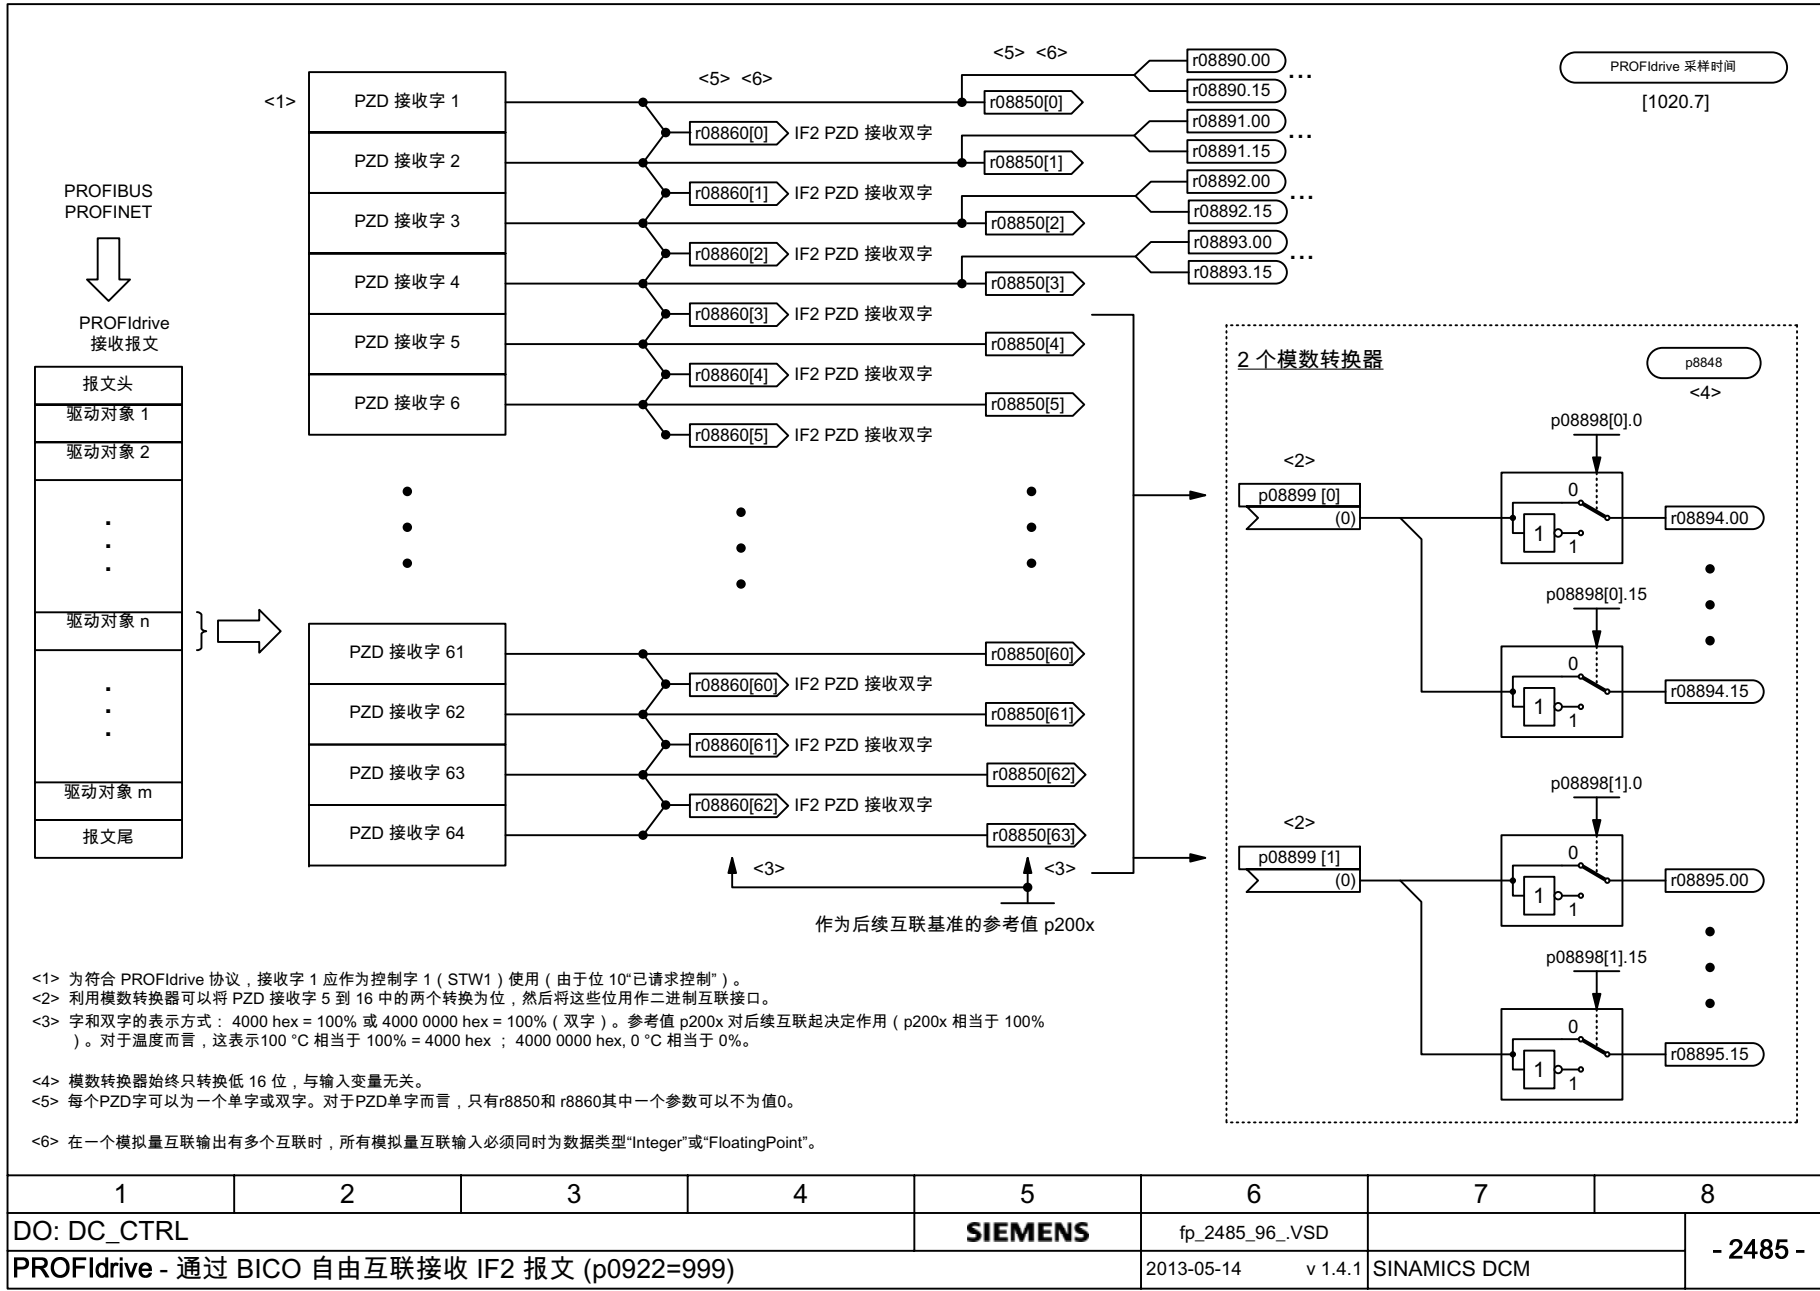 PROFIBUS
PROFINET
PROFIdrive
接收报文
报文头
驱动对象 1
驱动对象 2
驱动对象 n
驱动对象 m
报文尾
<1>
PZD 接收字 1
PZD 接收字 2
PZD 接收字 3
PZD 接收字 4
PZD 接收字 5
PZD 接收字 6
PZD 接收字 61
PZD 接收字 62
PZD 接收字 63
PZD 接收字 64
<5> <6>
r08860[0] IF2 PZD 接收双字
r08860[1] IF2 PZD 接收双字
r08860[2] IF2 PZD 接收双字
r08860[3] IF2 PZD 接收双字
r08860[4] IF2 PZD 接收双字
r08860[5] IF2 PZD 接收双字
r08860[60] IF2 PZD 接收双字
r08860[61] IF2 PZD 接收双字
r08860[62] IF2 PZD 接收双字
<3>
<5> <6>
r08850[0]
r08850[1]
r08850[2]
r08850[3]
r08850[4]
r08850[5]
r08850[60]
r08850[61]
r08850[62]
r08850[63]
<3>
作为后续互联基准的参考值 p200x
r08890.00
...
r08890.15
r08891.00
...
r08891.15
r08892.00
...
r08892.15
r08893.00
...
r08893.15
PROFIdrive 采样时间
[1020.7]
2 个模数转换器
p8848
<4>
<2>
p08899 [0]
(0)
p08898[0].0
0
1
1
r08894.00
p08898[0].15
0
1
1
r08894.15
<2>
p08899 [1]
(0)
p08898[1].0
0
1
1
r08895.00
p08898[1].15
0
1
1
r08895.15
<1> 为符合 PROFIdrive 协议，接收字 1 应作为控制字 1（STW1）使用（由于位 10“已请求控制”）。
<2> 利用模数转换器可以将 PZD 接收字 5 到 16 中的两个转换为位，然后将这些位用作二进制互联接口。
<3> 字和双字的表示方式：4000 hex = 100% 或 4000 0000 hex = 100%（双字）。参考值 p200x 对后续互联起决定作用（p200x 相当于 100%
）。对于温度而言，这表示100 °C 相当于 100% = 4000 hex ；4000 0000 hex, 0 °C 相当于 0%。
<4> 模数转换器始终只转换低 16 位，与输入变量无关。
<5> 每个PZD字可以为一个单字或双字。对于PZD单字而言，只有r8850和 r8860其中一个参数可以不为值0。
<6> 在一个模拟量互联输出有多个互联时，所有模拟量互联输入必须同时为数据类型“Integer”或“FloatingPoint”。
1 2 3 4 5 6 7 8
DO: DC_CTRL SIEMENS fp_2485_96_.VSD
PROFIdrive - 通过 BICO 自由互联接收 IF2 报文 (p0922=999) 2013-05-14 v 1.4.1 SINAMICS DCM
- 2485 -